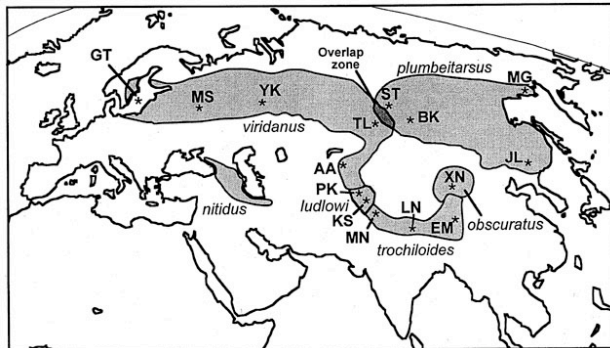 GT
MS
YK
viridanus
Overlap
zone
ST
TL
BK
plumbeitarsus
MG
JL
AA
PK
ludlowi
KS
MN
LN
XN
EM
obscuratus
trochiloides
nitidus